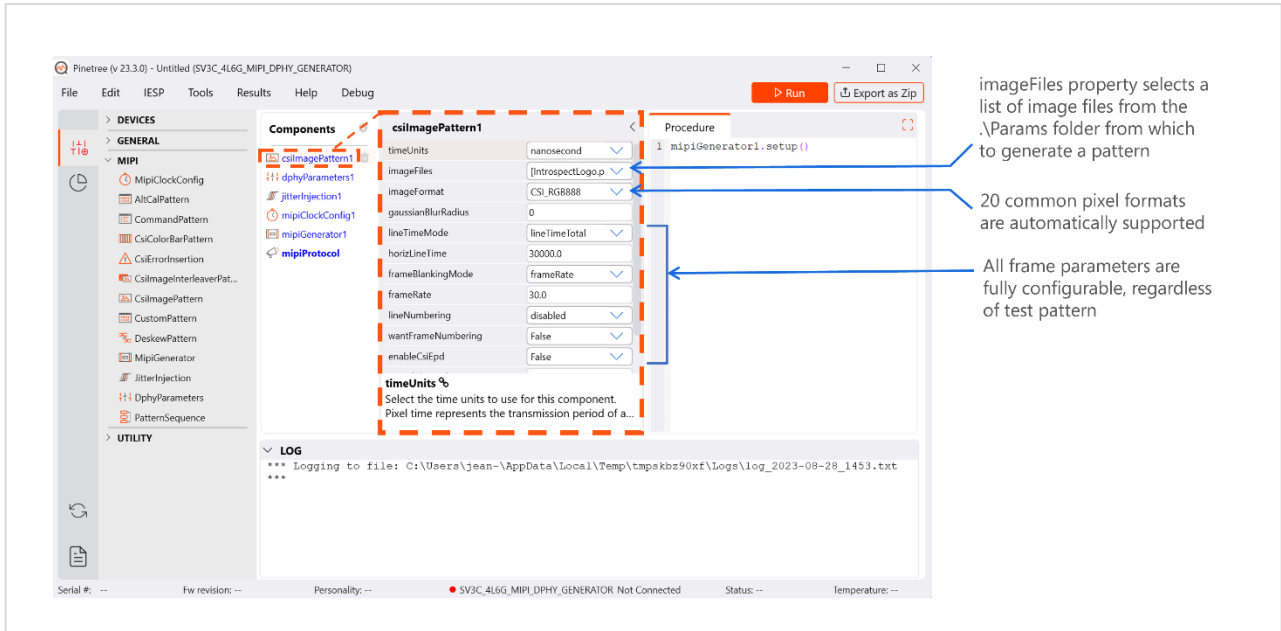 Pinetree (v 23.3.0) - Untitled (SV3C_4L6G_MIPI_DPHY_GENERATOR)
File Edit IESP Tools Results Help Debug
Run
Export as Zip
DEVICES
GENERAL
MIPI
MipiClockConfig
AltCalPattern
CommandPattern
CsiColorBarPattern
CsiErrorInsertion
CsiImageInterleaverPat...
CsiImagePattern
CustomPattern
DeskewPattern
MipiGenerator
JitterInjection
DphyParameters
PatternSequence
UTILITY
Components
csiImagePattern1
dphyParameters1
jitterInjection1
mipiClockConfig1
mipiGenerator1
mipiProtocol
csiImagePattern1
timeUnits nanosecond
imageFiles [IntrospectLogo.p
imageFormat CSI_RGB888
gaussianBlurRadius 0
lineTimeMode lineTimeTotal
horizLineTime 30000.0
frameBlankingMode frameRate
frameRate 30.0
lineNumbering disabled
wantFrameNumbering False
enableCsiEpd False
timeUnits
Select the time units to use for this component.
Pixel time represents the transmission period of a...
Procedure
1 mipiGenerator1.setup()
LOG
*** Logging to file: C:\Users\jean-\AppData\Local\Temp\tmpskbz90xf\Logs\log_2023-08-28_1453.txt
***
Serial #: -- Fw revision: -- Personality: -- SV3C_4L6G_MIPI_DPHY_GENERATOR Not Connected Status: -- Temperature: --
imageFiles property selects a
list of image files from the
.\Params folder from which
to generate a pattern
20 common pixel formats
are automatically supported
All frame parameters are
fully configurable, regardless
of test pattern